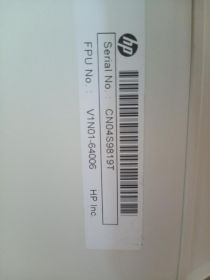 hp
Serial No.: CN04S9819T
FPU No. : V1N01-64006 HP Inc.